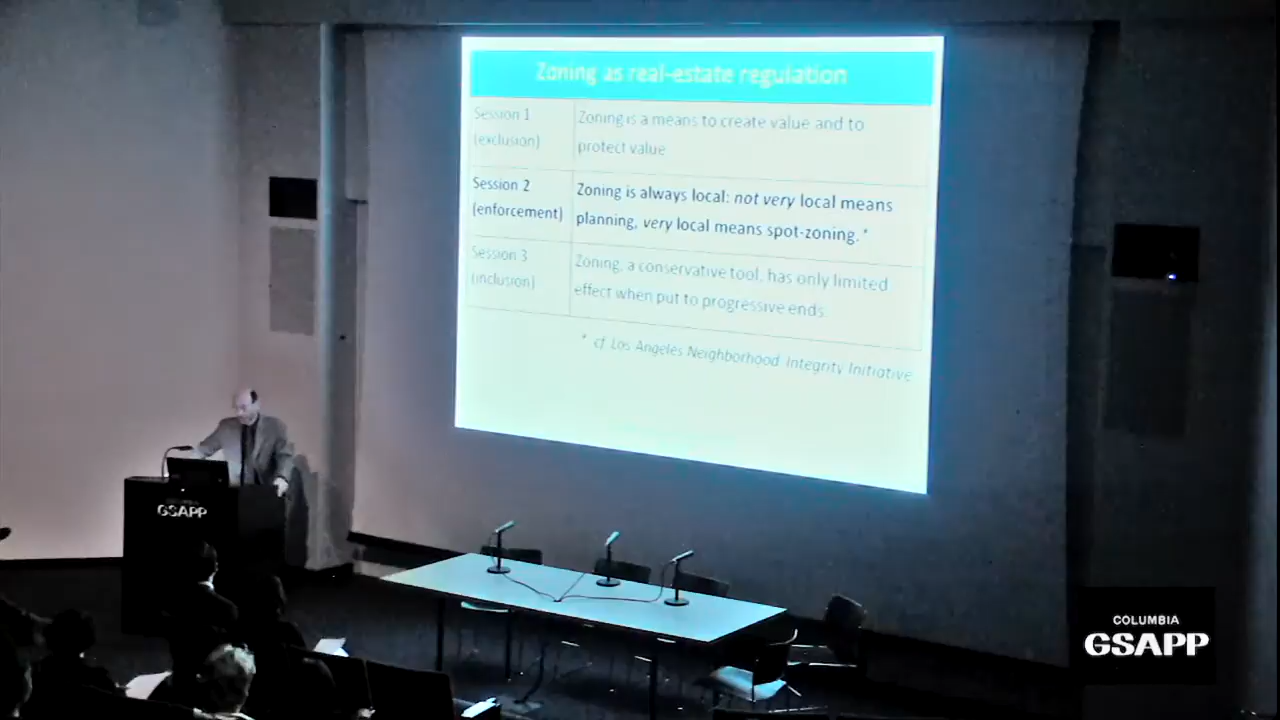 Zoning as real-estate regulation
Session 1
(exclusion)
Zoning is a means to create value and to
protect value
Session 2
(enforcement)
Zoning is always local: not very local means
planning, very local means spot-zoning.*
Session 3
(inclusion)
Zoning, a conservative tool, has only limited
effect when put to progressive ends.
* cf Los Angeles Neighborhood Integrity Initiative
COLUMBIA
GSAPP
COLUMBIA
GSAPP